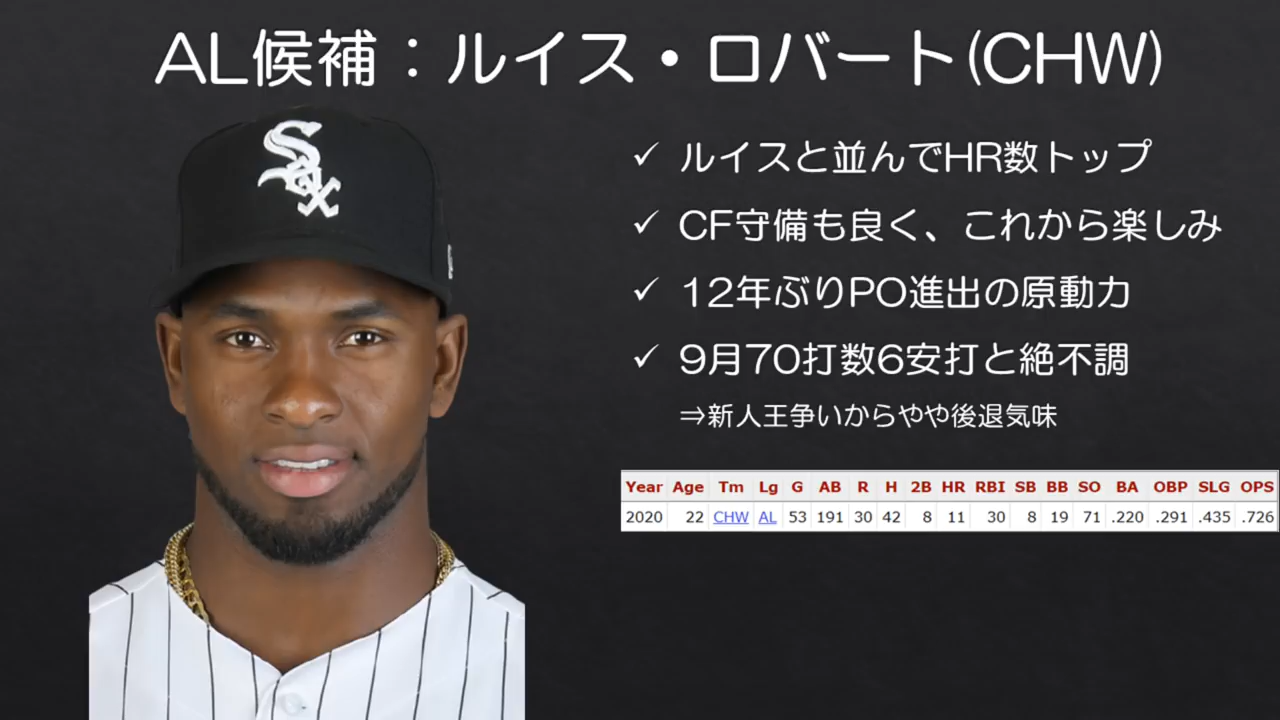 AL候補：ルイス・ロバート(CHW)
Sox
✓ ルイスと並んでHR数トップ
✓ CF守備も良く、これから楽しみ
✓ 12年ぶりPO進出の原動力
✓ 9月70打数6安打と絶不調
⇒新人王争いからやや後退気味
Year Age Tm Lg G AB R H 2B HR RBI SB BB SO BA OBP SLG OPS
2020 22 CHW AL 53 191 30 42 8 11 30 8 19 71 .220 .291 .435 .726